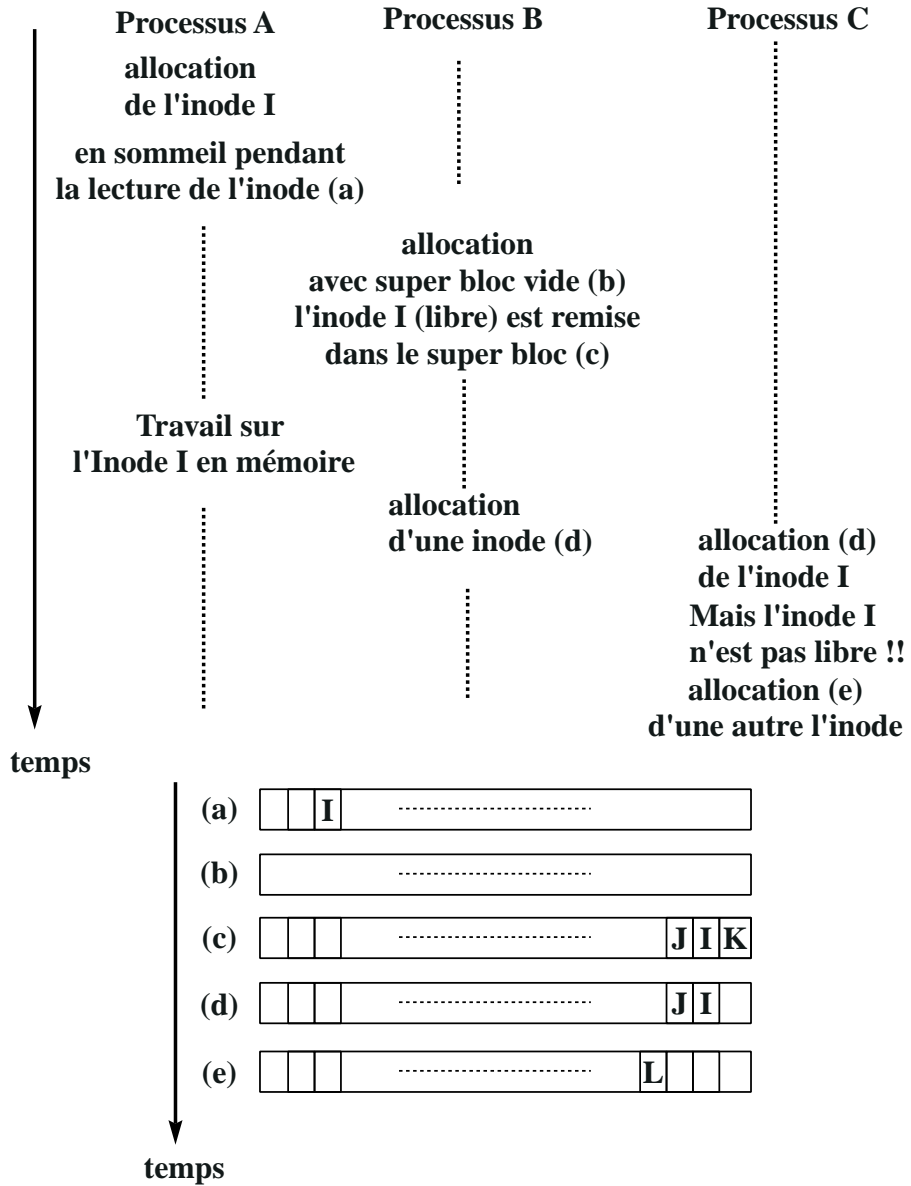 Processus A
Processus B
Processus C
allocation
de l'inode I
en sommeil pendant
la lecture de l'inode (a)
allocation
avec super bloc vide (b)
l'inode I (libre) est remise
dans le super bloc (c)
Travail sur
l'Inode I en mémoire
allocation
d'une inode (d)
allocation (d)
de l'inode I
Mais l'inode I
n'est pas libre !!
allocation (e)
d'une autre l'inode
temps
(a) I
(b)
(c) J I K
(d) J I
(e) L
temps